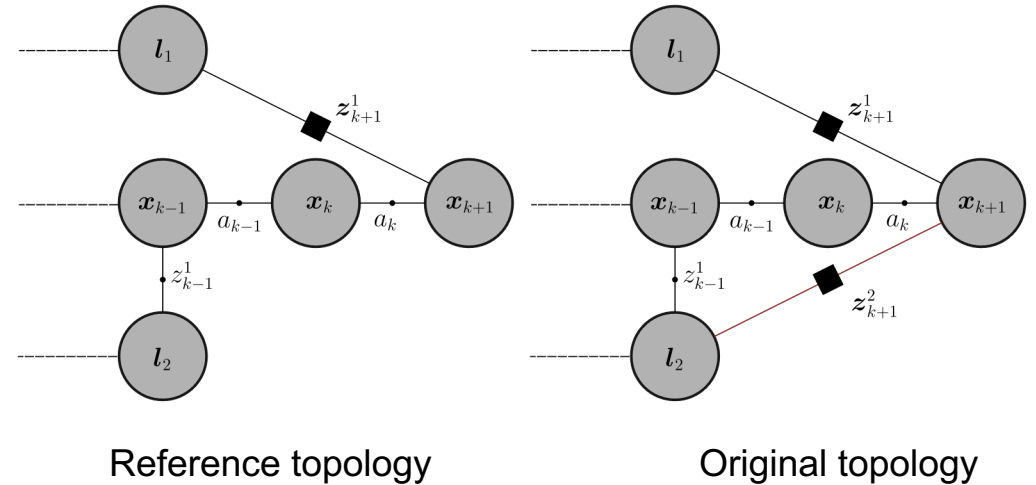 l₁ l₁
z¹ₖ₊₁ z¹ₖ₊₁
xₖ₋₁ aₖ₋₁ xₖ aₖ xₖ₊₁ xₖ₋₁ aₖ₋₁ xₖ aₖ xₖ₊₁
z¹ₖ₋₁ z¹ₖ₋₁
z²ₖ₊₁
l₂ l₂
Reference topology Original topology